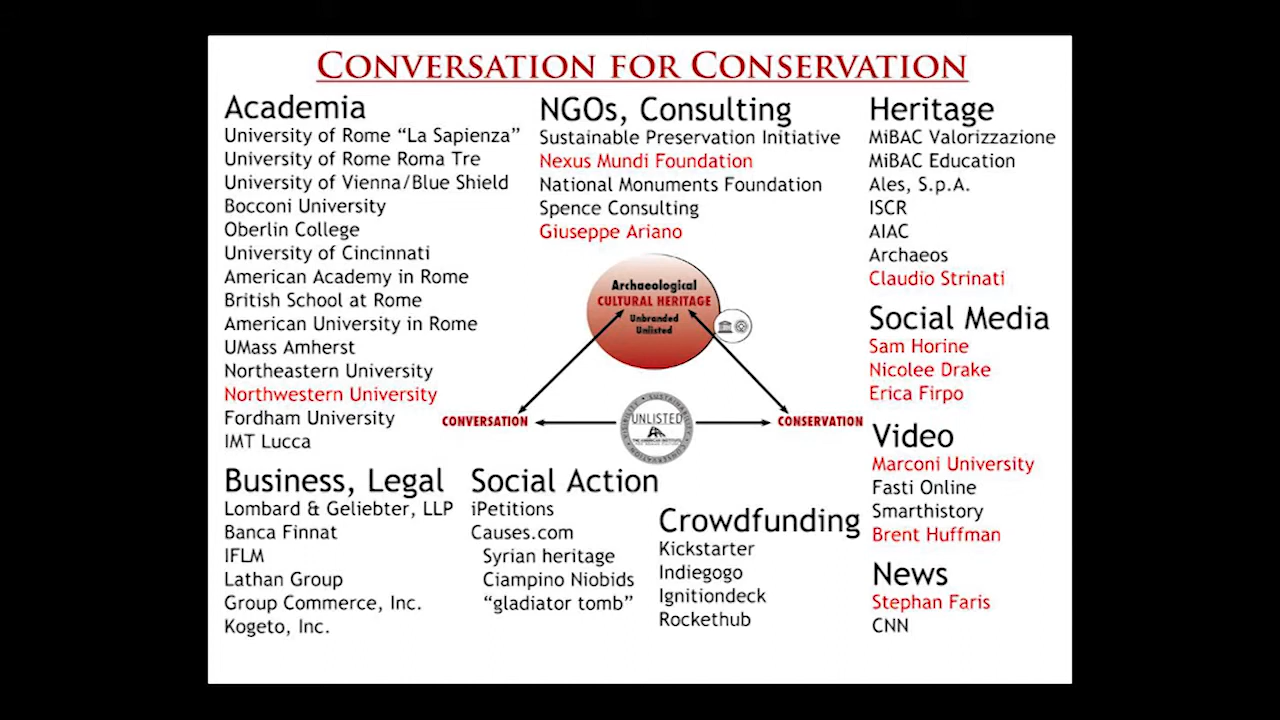 CONVERSATION FOR CONSERVATION
Academia
University of Rome “La Sapienza”
University of Rome Roma Tre
University of Vienna/Blue Shield
Bocconi University
Oberlin College
University of Cincinnati
American Academy in Rome
British School at Rome
American University in Rome
UMass Amherst
Northeastern University
Northwestern University
Fordham University
IMT Lucca
NGOs, Consulting
Sustainable Preservation Initiative
Nexus Mundi Foundation
National Monuments Foundation
Spence Consulting
Giuseppe Ariano
Heritage
MiBAC Valorizzazione
MiBAC Education
Ales, S.p.A.
ISCR
AIAC
Archaeos
Claudio Strinati
Archaeological
CULTURAL HERITAGE
Unbranded
Unlisted
CONVERSATION
VISIBILITY • SUSTAINABILITY
UNLISTED
THE AMERICAN INSTITUTE
CONSERVATION
CONSERVATION
Social Media
Sam Horine
Nicolee Drake
Erica Firpo
Video
Marconi University
Fasti Online
Smarthistory
Brent Huffman
News
Stephan Faris
CNN
Business, Legal
Lombard & Geliebter, LLP
Banca Finnat
IFLM
Lathan Group
Group Commerce, Inc.
Kogeto, Inc.
Social Action
iPetitions
Causes.com
Syrian heritage
Ciampino Niobids
“gladiator tomb”
Crowdfunding
Kickstarter
Indiegogo
Ignitiondeck
Rockethub